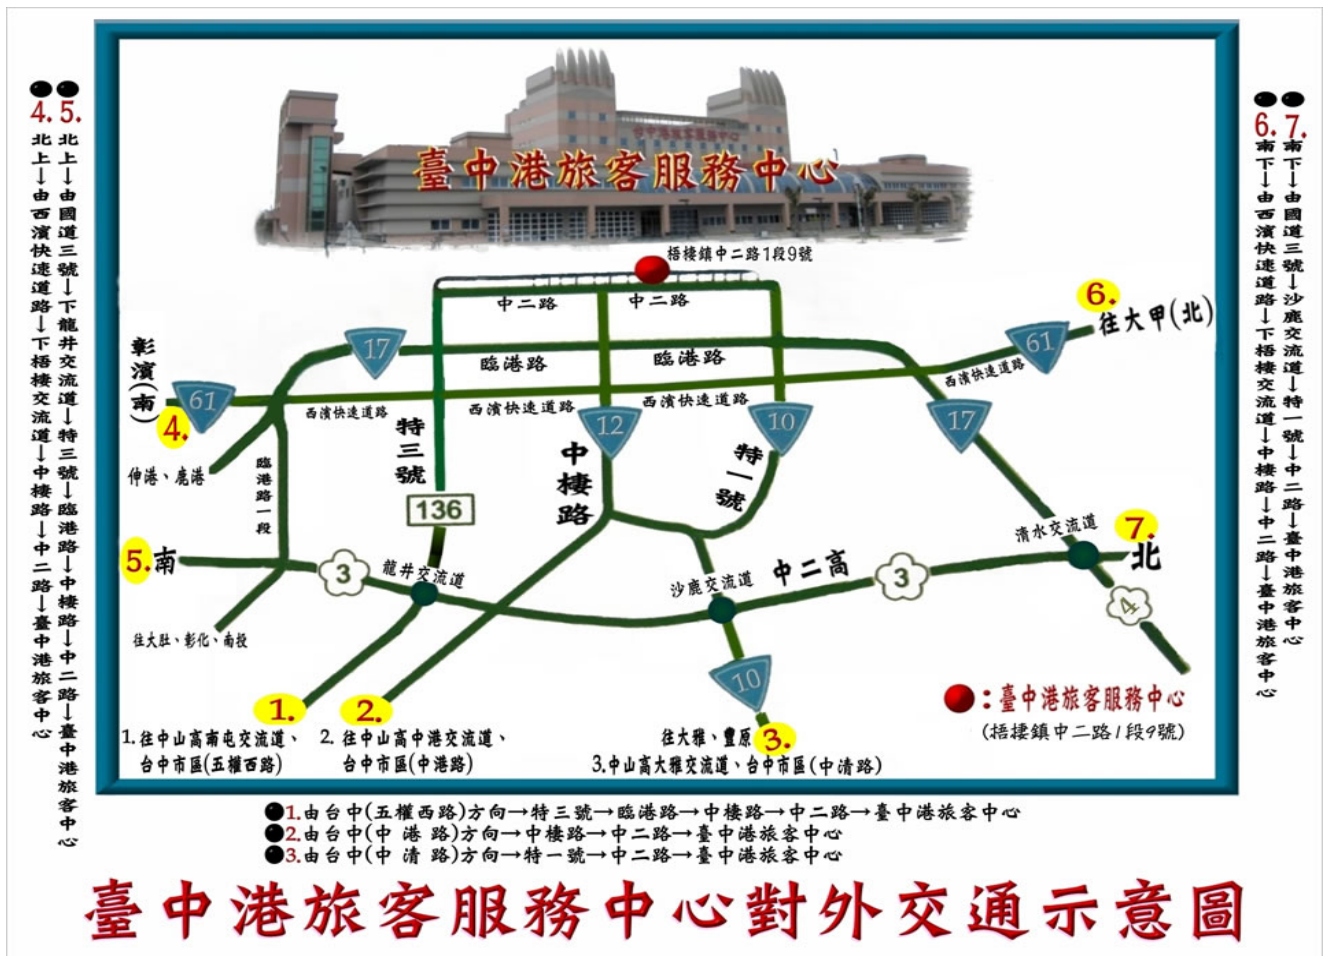 臺中港旅客服務中心
台中港旅客服務中心
梧棲鎮中二路1段9號
中二路
中二路
6.
往大甲(北)
彰濱(南)
17
臨港路
臨港路
61
西濱快速道路
61
4.
西濱快速道路
西濱快速道路
西濱快速道路
特三號
12
10
17
中棲路
特一號
伸港、鹿港
臨港路一段
136
7.
清水交流道
北
5.
南
3
龍井交流道
沙鹿交流道
中二高
3
4
往大肚、彰化、南投
10
1.
2.
3.
:臺中港旅客服務中心
(梧棲鎮中二路1段9號)
1.往中山高南屯交流道、
台中市區(五權西路)
2. 往中山高中港交流道、
台中市區(中港路)
往大雅、豐原
3.中山高大雅交流道、台中市區(中清路)
4.北上→由西濱快速道路→下梧棲交流道→中棲路→中二路→臺中港旅客中心
5.北上→由國道三號→下龍井交流道→特三號→臨港路→中棲路→中二路→臺中港旅客中心
6.南下→由西濱快速道路→下梧棲交流道→中棲路→中二路→臺中港旅客中心
7.南下→由國道三號→沙鹿交流道→特一號→中二路→臺中港旅客中心
●1.由台中(五權西路)方向→特三號→臨港路→中棲路→中二路→臺中港旅客中心
●2.由台中(中 港 路)方向→中棲路→中二路→臺中港旅客中心
●3.由台中(中 清 路)方向→特一號→中二路→臺中港旅客中心
臺中港旅客服務中心對外交通示意圖